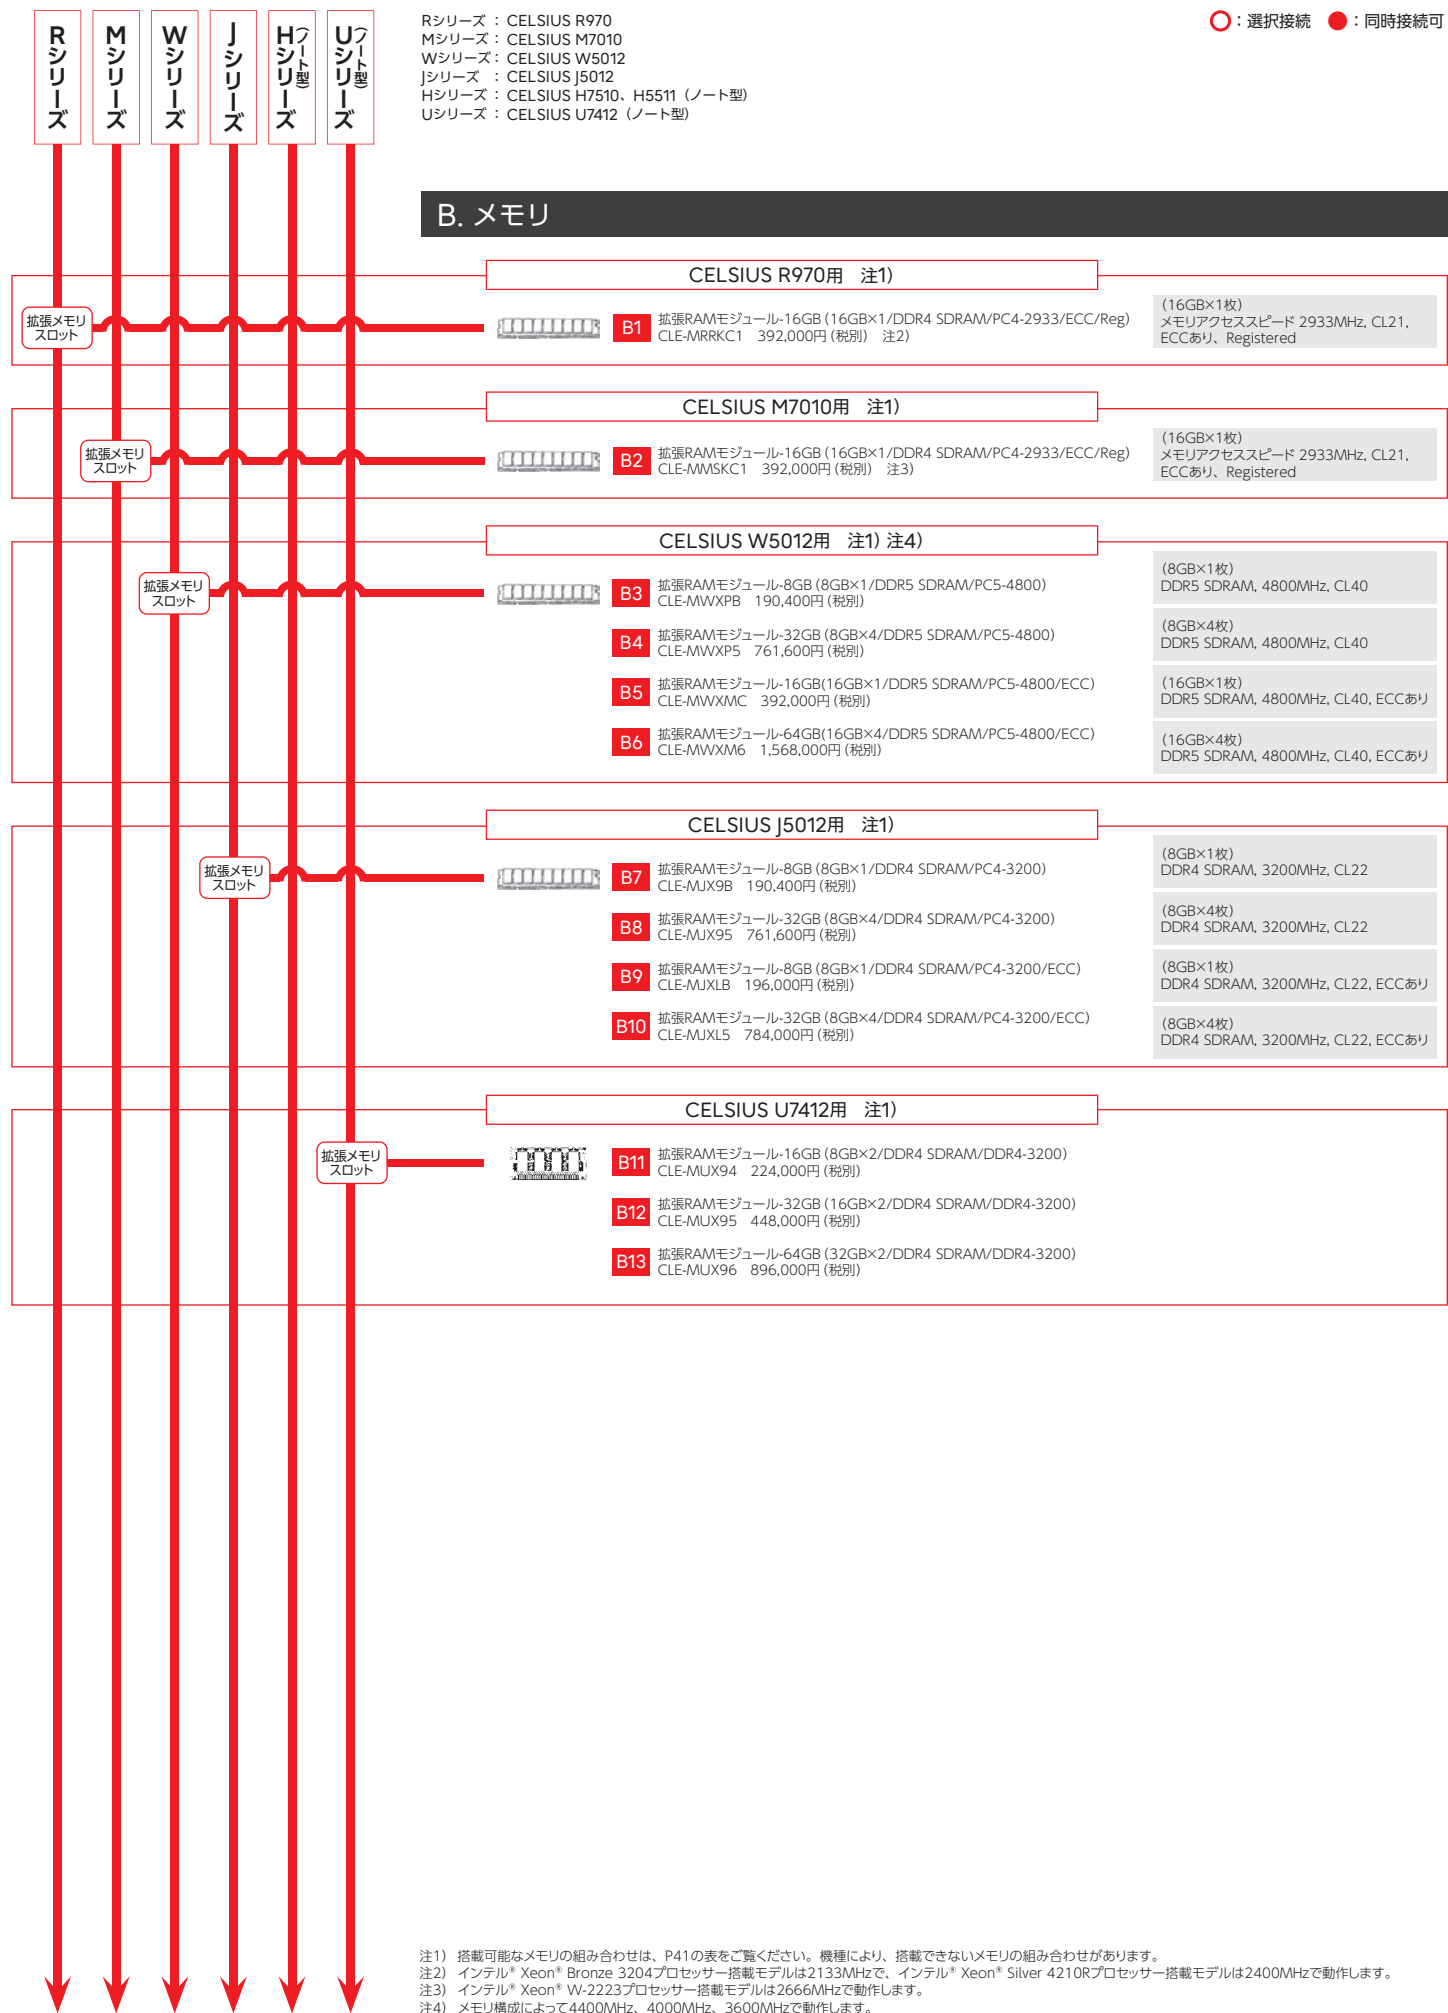 Rシリーズ
Mシリーズ
Wシリーズ
Jシリーズ
Hシリーズ(ノート型)
Uシリーズ(ノート型)
Rシリーズ : CELSIUS R970
Mシリーズ : CELSIUS M7010
Wシリーズ : CELSIUS W5012
Jシリーズ : CELSIUS J5012
Hシリーズ : CELSIUS H7510、H5511(ノート型)
Uシリーズ : CELSIUS U7412(ノート型)
○:選択接続 ●:同時接続可
B. メモリ
CELSIUS R970用 注1)
拡張メモリ
スロット
B1
拡張RAMモジュール-16GB(16GB×1/DDR4 SDRAM/PC4-2933/ECC/Reg)
CLE-MRRKC1 392,000円(税別) 注2)
(16GB×1枚)
メモリアクセススピード 2933MHz, CL21,
ECCあり、Registered
CELSIUS M7010用 注1)
拡張メモリ
スロット
B2
拡張RAMモジュール-16GB(16GB×1/DDR4 SDRAM/PC4-2933/ECC/Reg)
CLE-MMSKC1 392,000円(税別) 注3)
(16GB×1枚)
メモリアクセススピード 2933MHz, CL21,
ECCあり、Registered
CELSIUS W5012用 注1) 注4)
拡張メモリ
スロット
B3
拡張RAMモジュール-8GB(8GB×1/DDR5 SDRAM/PC5-4800)
CLE-MWXPB 190,400円(税別)
(8GB×1枚)
DDR5 SDRAM, 4800MHz, CL40
B4
拡張RAMモジュール-32GB(8GB×4/DDR5 SDRAM/PC5-4800)
CLE-MWXP5 761,600円(税別)
(8GB×4枚)
DDR5 SDRAM, 4800MHz, CL40
B5
拡張RAMモジュール-16GB(16GB×1/DDR5 SDRAM/PC5-4800/ECC)
CLE-MWXMC 392,000円(税別)
(16GB×1枚)
DDR5 SDRAM, 4800MHz, CL40, ECCあり
B6
拡張RAMモジュール-64GB(16GB×4/DDR5 SDRAM/PC5-4800/ECC)
CLE-MWXM6 1,568,000円(税別)
(16GB×4枚)
DDR5 SDRAM, 4800MHz, CL40, ECCあり
CELSIUS J5012用 注1)
拡張メモリ
スロット
B7
拡張RAMモジュール-8GB(8GB×1/DDR4 SDRAM/PC4-3200)
CLE-MJX9B 190,400円(税別)
(8GB×1枚)
DDR4 SDRAM, 3200MHz, CL22
B8
拡張RAMモジュール-32GB(8GB×4/DDR4 SDRAM/PC4-3200)
CLE-MJX95 761,600円(税別)
(8GB×4枚)
DDR4 SDRAM, 3200MHz, CL22
B9
拡張RAMモジュール-8GB(8GB×1/DDR4 SDRAM/PC4-3200/ECC)
CLE-MJXLB 196,000円(税別)
(8GB×1枚)
DDR4 SDRAM, 3200MHz, CL22, ECCあり
B10
拡張RAMモジュール-32GB(8GB×4/DDR4 SDRAM/PC4-3200/ECC)
CLE-MJXL5 784,000円(税別)
(8GB×4枚)
DDR4 SDRAM, 3200MHz, CL22, ECCあり
CELSIUS U7412用 注1)
拡張メモリ
スロット
B11
拡張RAMモジュール-16GB(8GB×2/DDR4 SDRAM/DDR4-3200)
CLE-MUX94 224,000円(税別)
B12
拡張RAMモジュール-32GB(16GB×2/DDR4 SDRAM/DDR4-3200)
CLE-MUX95 448,000円(税別)
B13
拡張RAMモジュール-64GB(32GB×2/DDR4 SDRAM/DDR4-3200)
CLE-MUX96 896,000円(税別)
注1) 搭載可能なメモリの組み合わせは、P41の表をご覧ください。機種により、搭載できないメモリの組み合わせがあります。
注2) インテル® Xeon® Bronze 3204プロセッサー搭載モデルは2133MHzで、インテル® Xeon® Silver 4210Rプロセッサー搭載モデルは2400MHzで動作します。
注3) インテル® Xeon® W-2223プロセッサー搭載モデルは2666MHzで動作します。
注4) メモリ構成によって4400MHz、4000MHz、3600MHzで動作します。